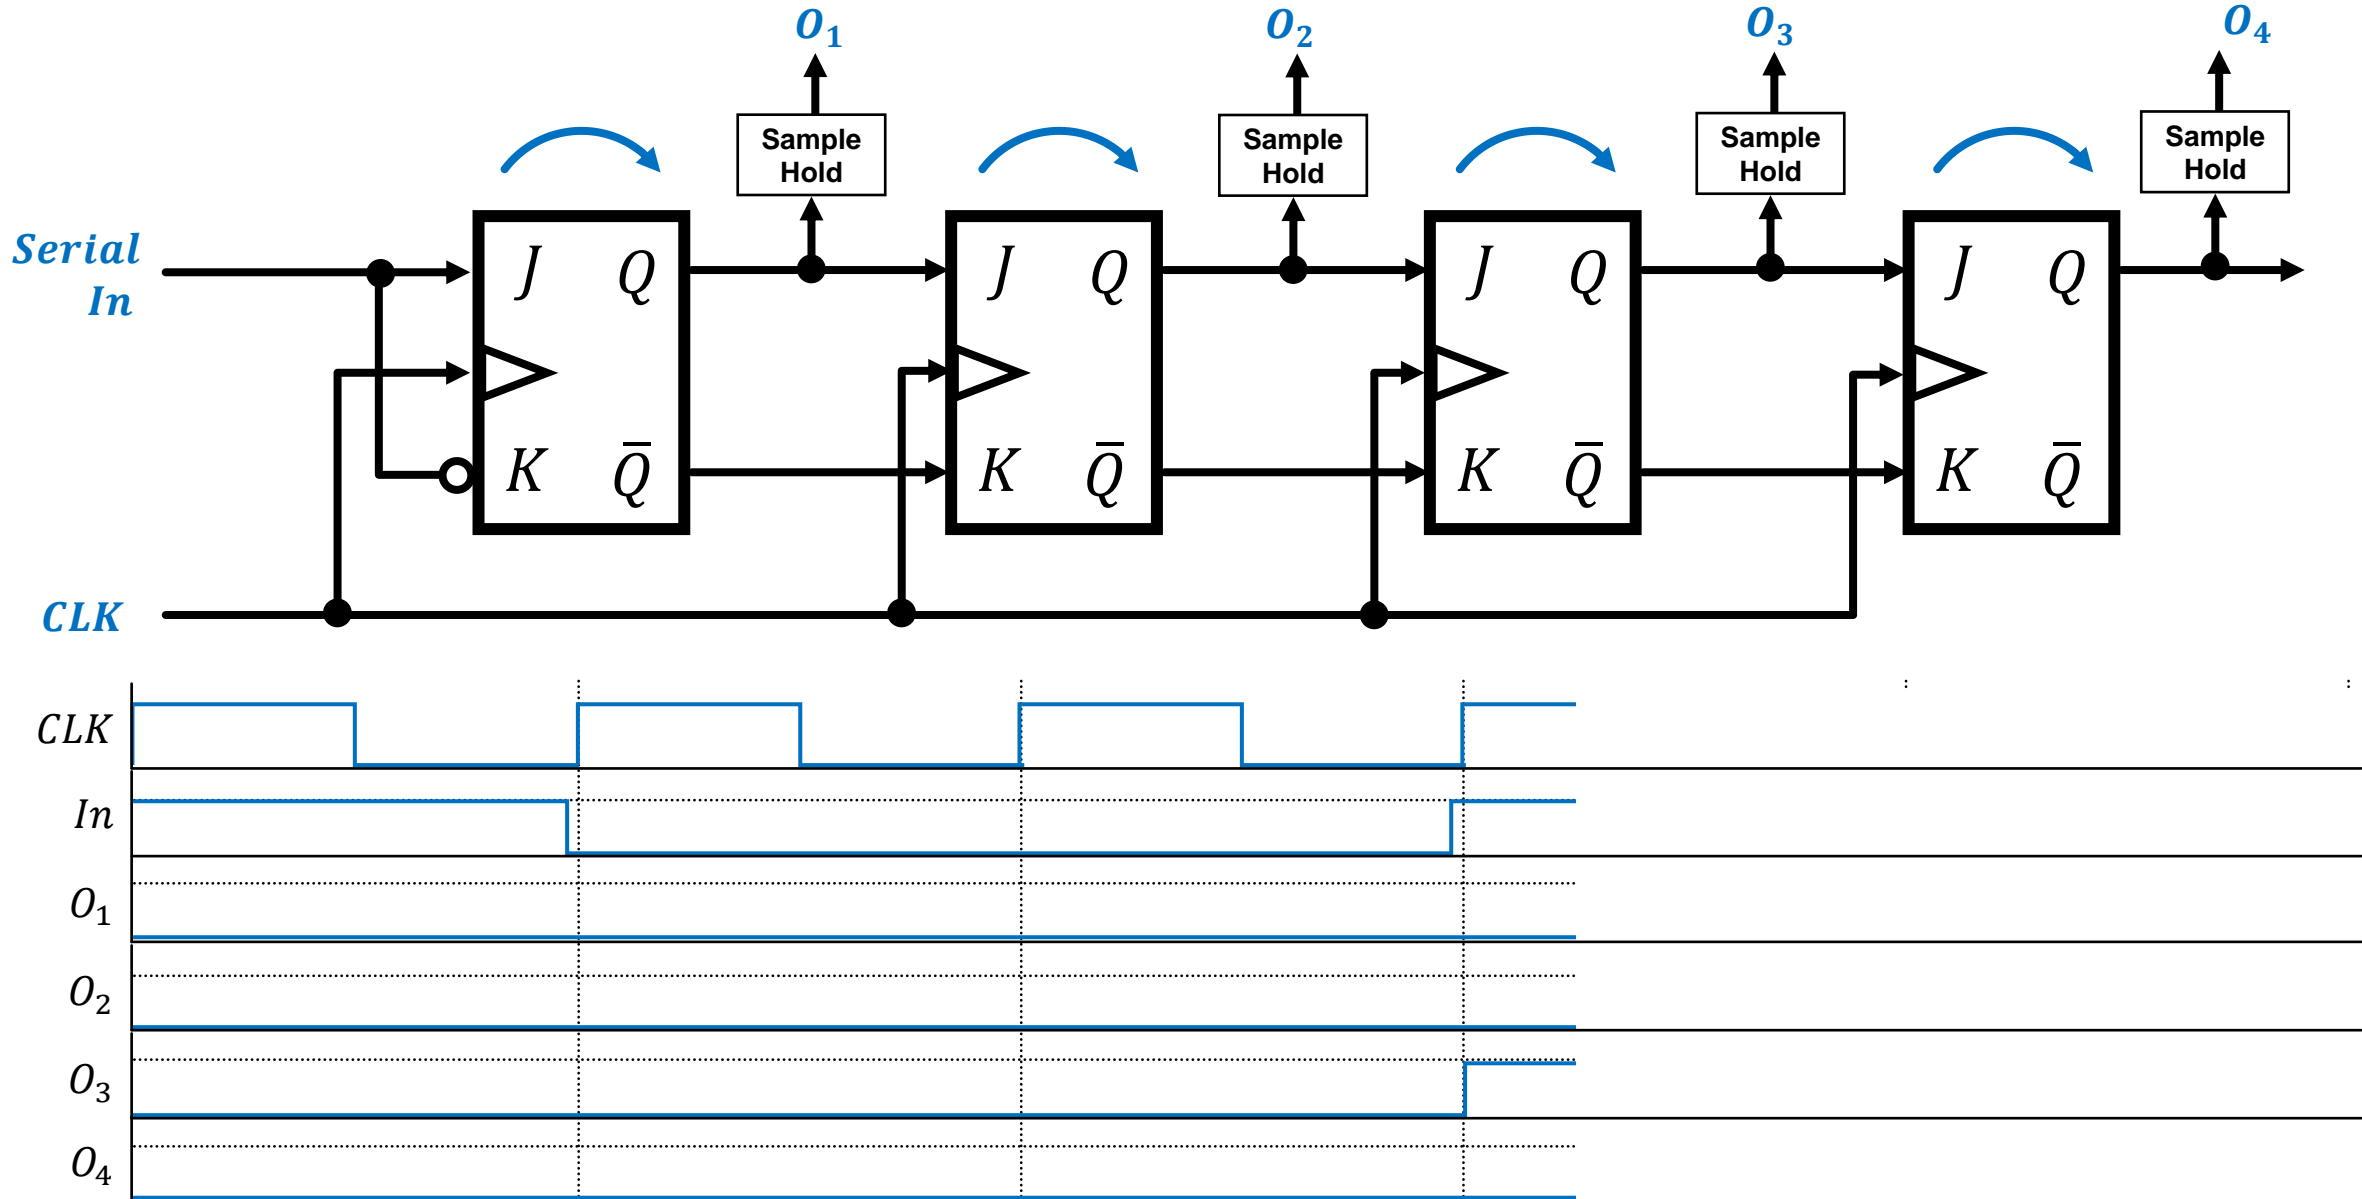 O₁ O₂ O₃ O₄
Sample Sample Sample Sample
Hold Hold Hold Hold
Serial
In
J Q J Q J Q J Q
K Q̅ K Q̅ K Q̅ K Q̅
CLK
CLK
In
O₁
O₂
O₃
O₄